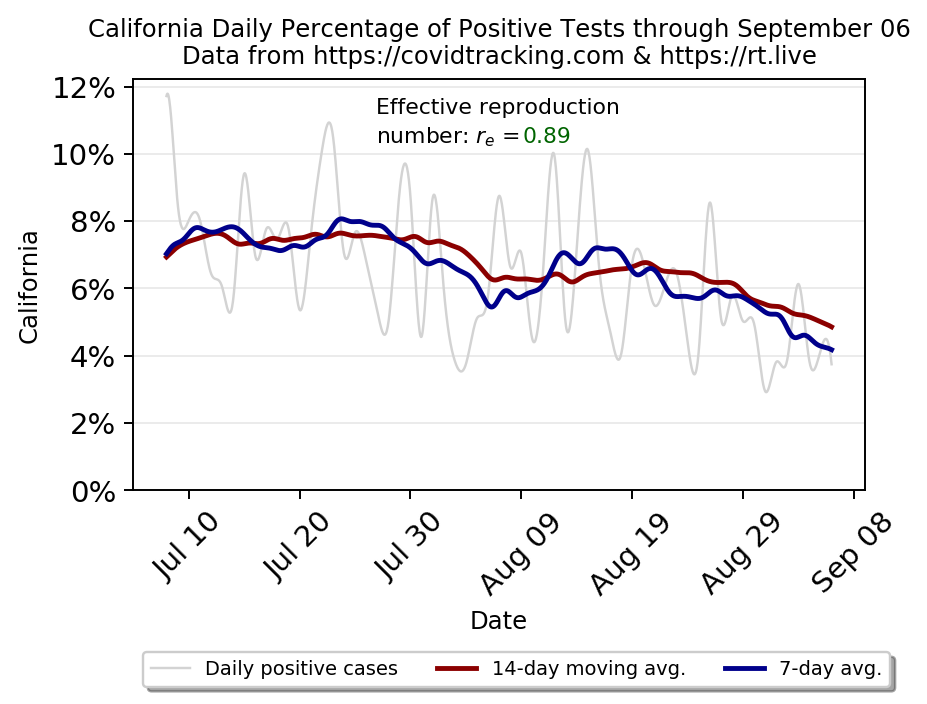 California Daily Percentage of Positive Tests through September 06
Data from https://covidtracking.com & https://rt.live
12%
Effective reproduction
number: rₑ =0.89
10%
8%
6%
4%
2%
0%
California
Jul 10
Jul 20
Jul 30
Aug 09
Aug 19
Aug 29
Sep 08
Date
Daily positive cases
14-day moving avg.
7-day avg.